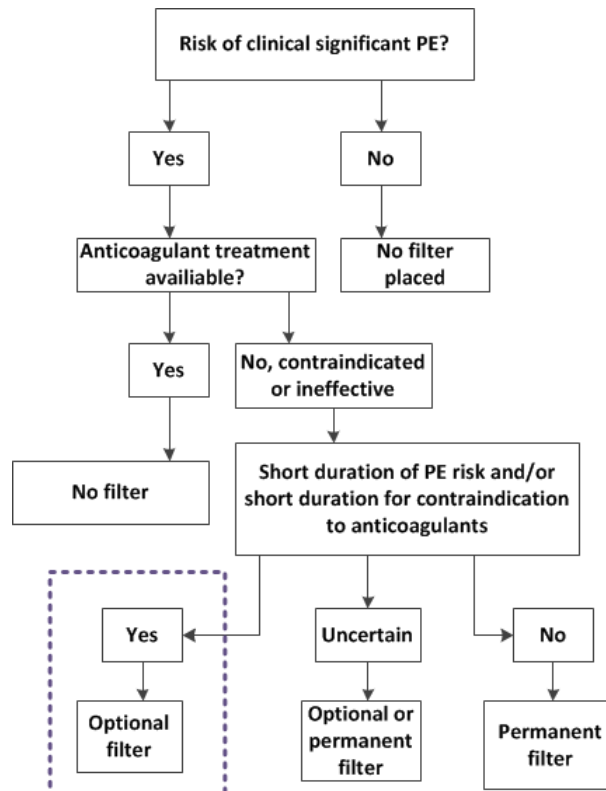 Risk of clinical significant PE?
Yes
No
Anticoagulant treatment
availiable?
No filter
placed
Yes
No, contraindicated
or ineffective
No filter
Short duration of PE risk and/or
short duration for contraindication
to anticoagulants
Yes
Uncertain
No
Optional
filter
Optional or
permanent
filter
Permanent
filter